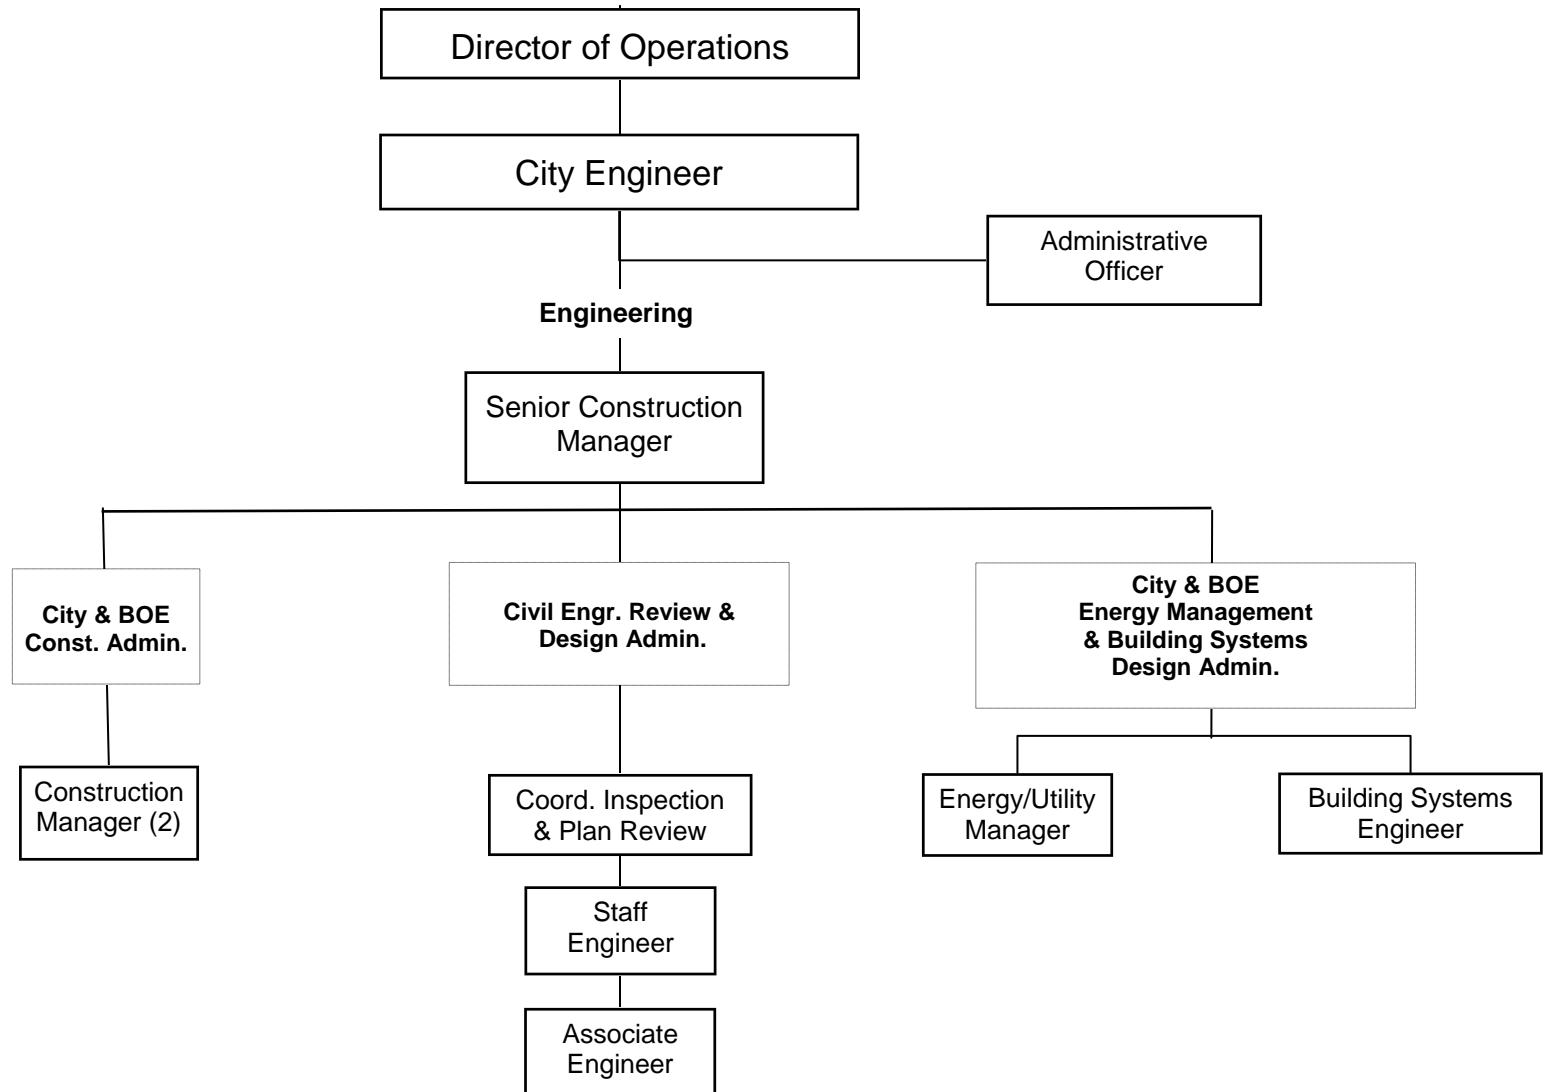 Director of Operations
City Engineer
Administrative
Officer
Engineering
Senior Construction
Manager
City & BOE
Const. Admin.
Civil Engr. Review &
Design Admin.
City & BOE
Energy Management
& Building Systems
Design Admin.
Construction
Manager (2)
Coord. Inspection
& Plan Review
Energy/Utility
Manager
Building Systems
Engineer
Staff
Engineer
Associate
Engineer